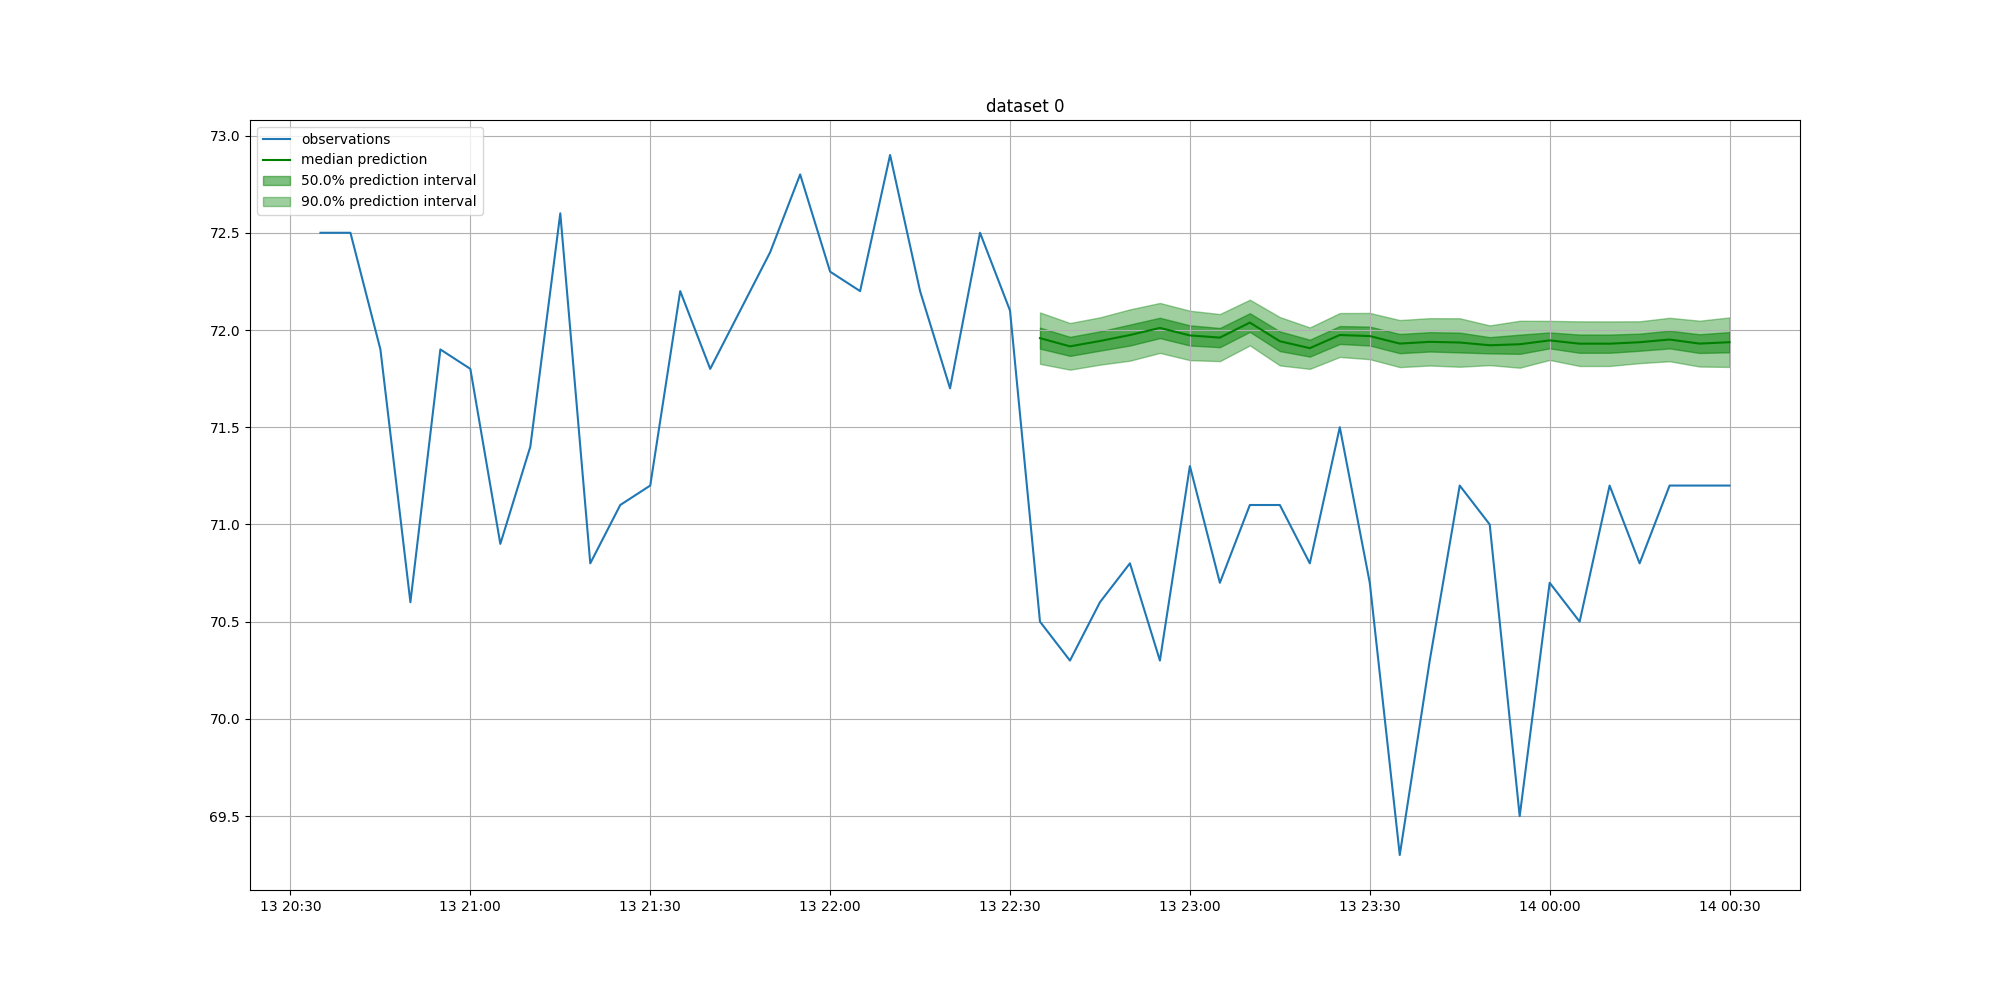 dataset 0
observations
median prediction
50.0% prediction interval
90.0% prediction interval
73.0
72.5
72.0
71.5
71.0
70.5
70.0
69.5
13 20:30 13 21:00 13 21:30 13 22:00 13 22:30 13 23:00 13 23:30 14 00:00 14 00:30